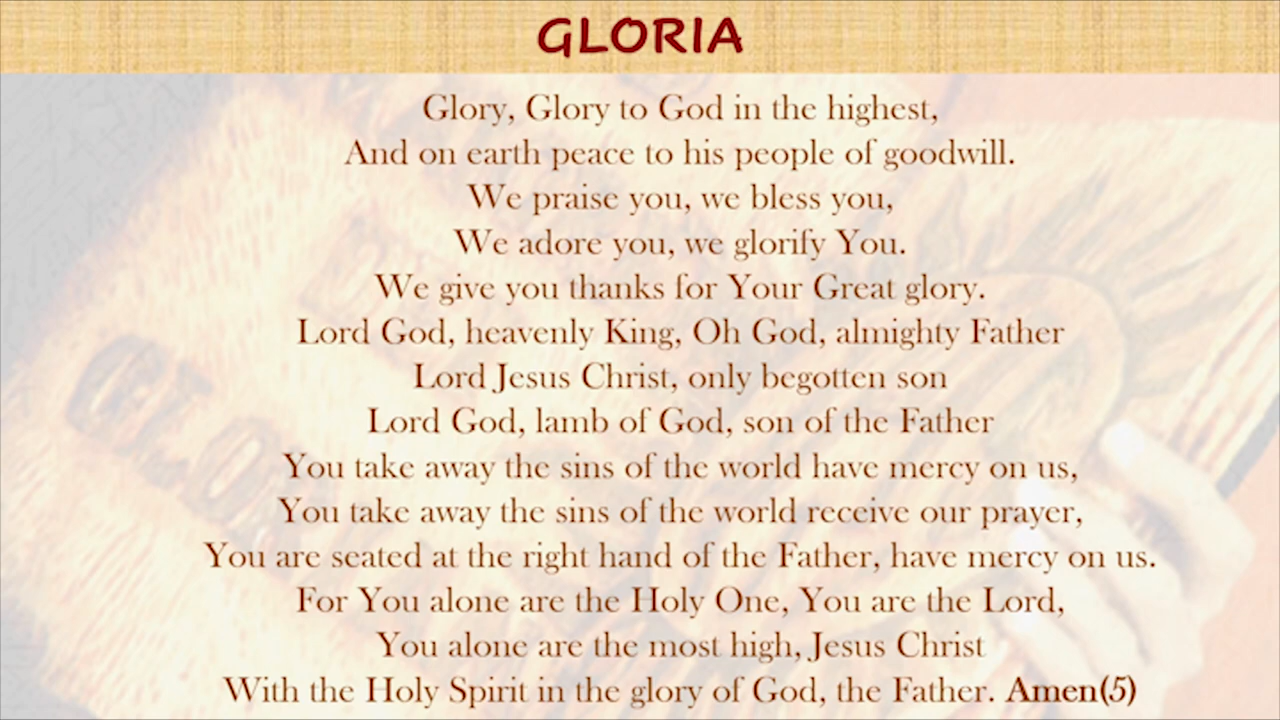 GLORIA
Glory, Glory to God in the highest,
And on earth peace to his people of goodwill.
We praise you, we bless you,
We adore you, we glorify You.
We give you thanks for Your Great glory.
Lord God, heavenly King, Oh God, almighty Father
Lord Jesus Christ, only begotten son
Lord God, lamb of God, son of the Father
You take away the sins of the world have mercy on us,
You take away the sins of the world receive our prayer,
You are seated at the right hand of the Father, have mercy on us.
For You alone are the Holy One, You are the Lord,
You alone are the most high, Jesus Christ
With the Holy Spirit in the glory of God, the Father. Amen(5)